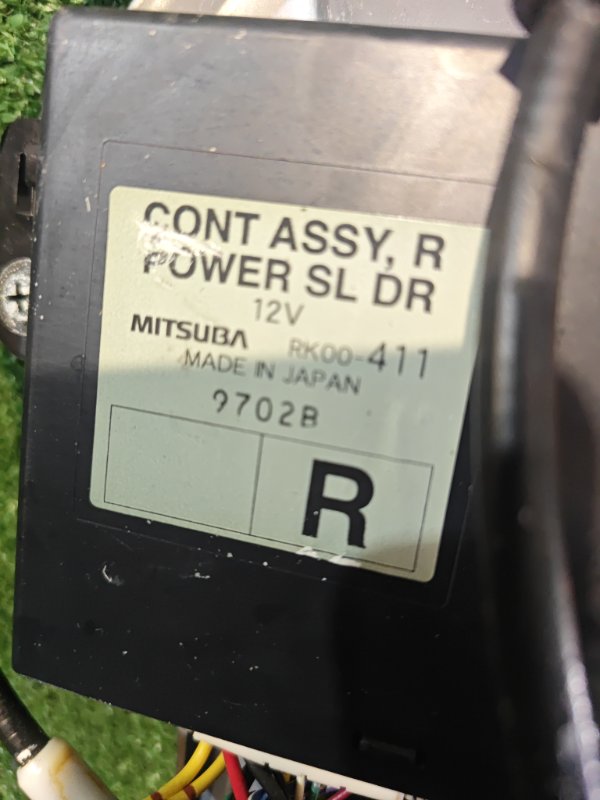 CONT ASSY, R
POWER SL DR
12V
MITSUBA RK00-411
MADE IN JAPAN
9702B
R